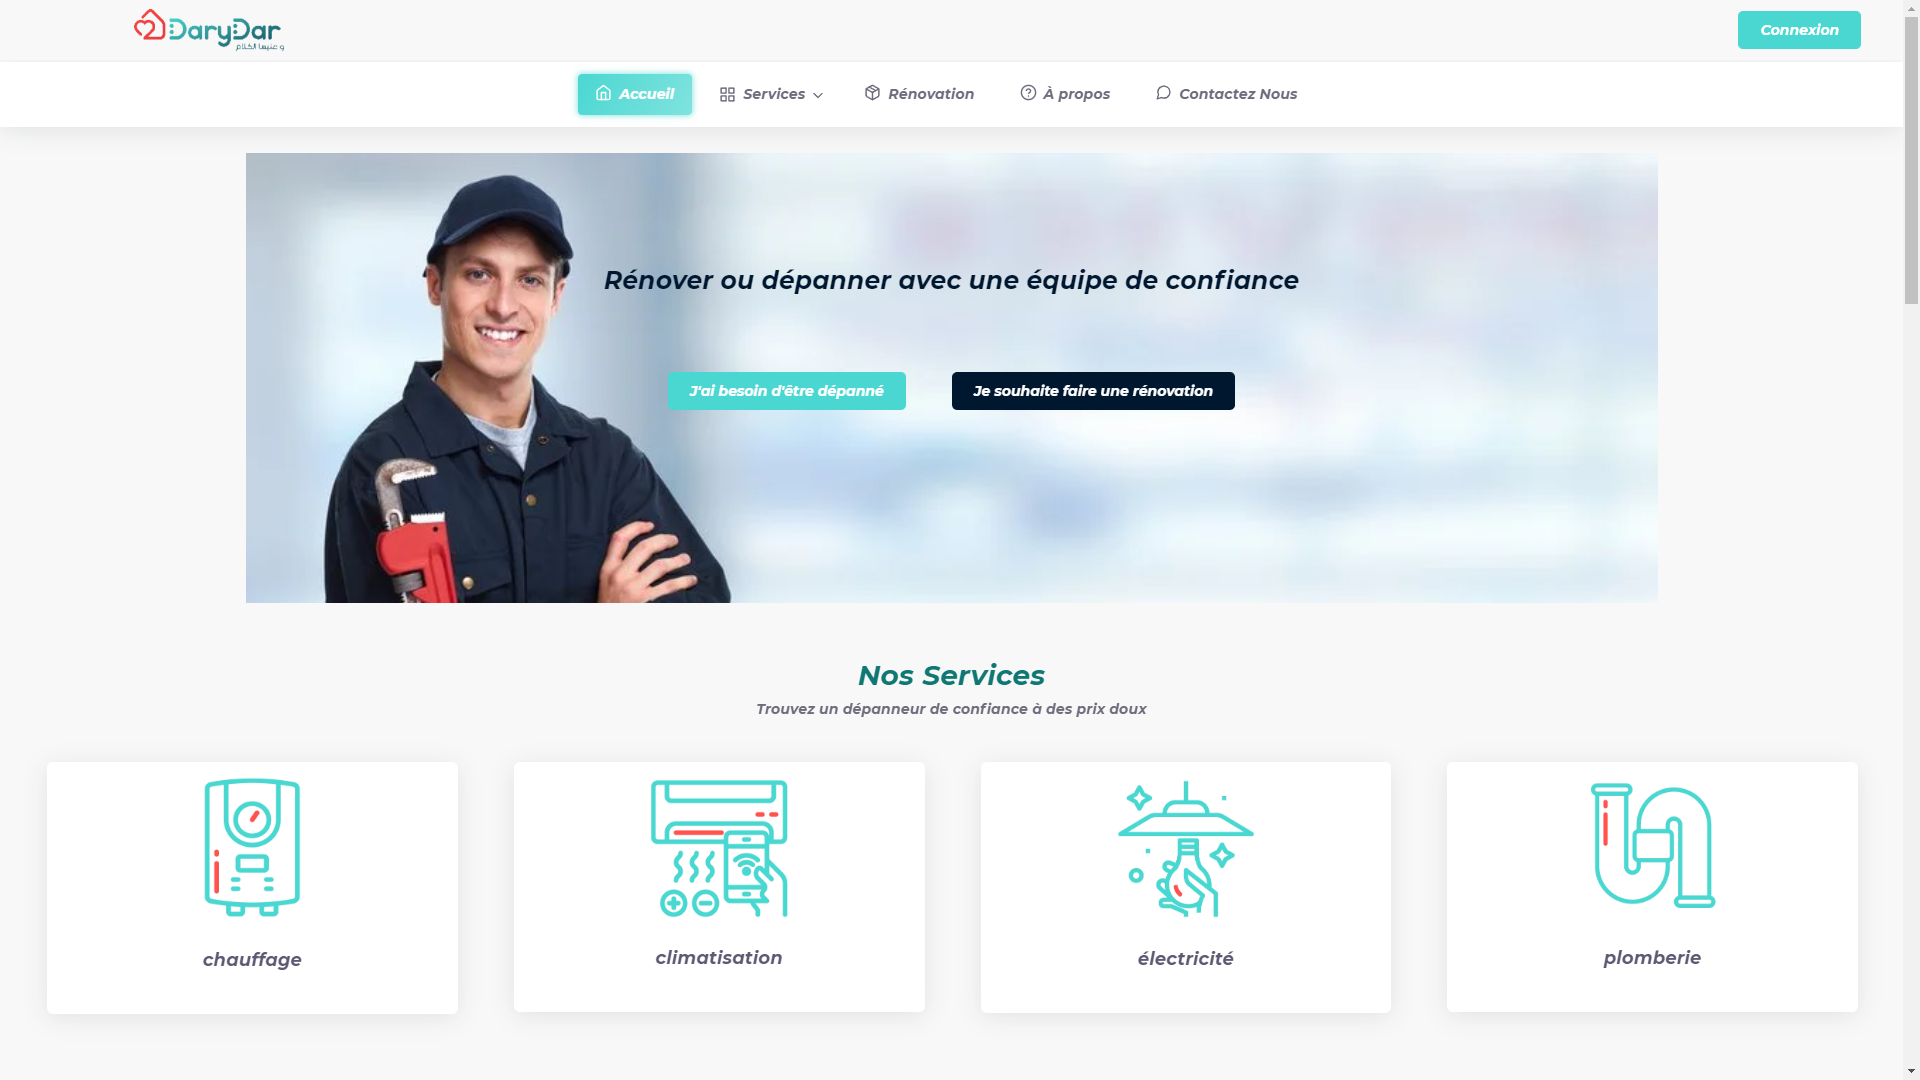 DaryDar
و عنيها الكلام
Connexion
Accueil
Services
Rénovation
À propos
Contactez Nous
Rénover ou dépanner avec une équipe de confiance
J'ai besoin d'être dépanné
Je souhaite faire une rénovation
Nos Services
Trouvez un dépanneur de confiance à des prix doux
chauffage
climatisation
électricité
plomberie